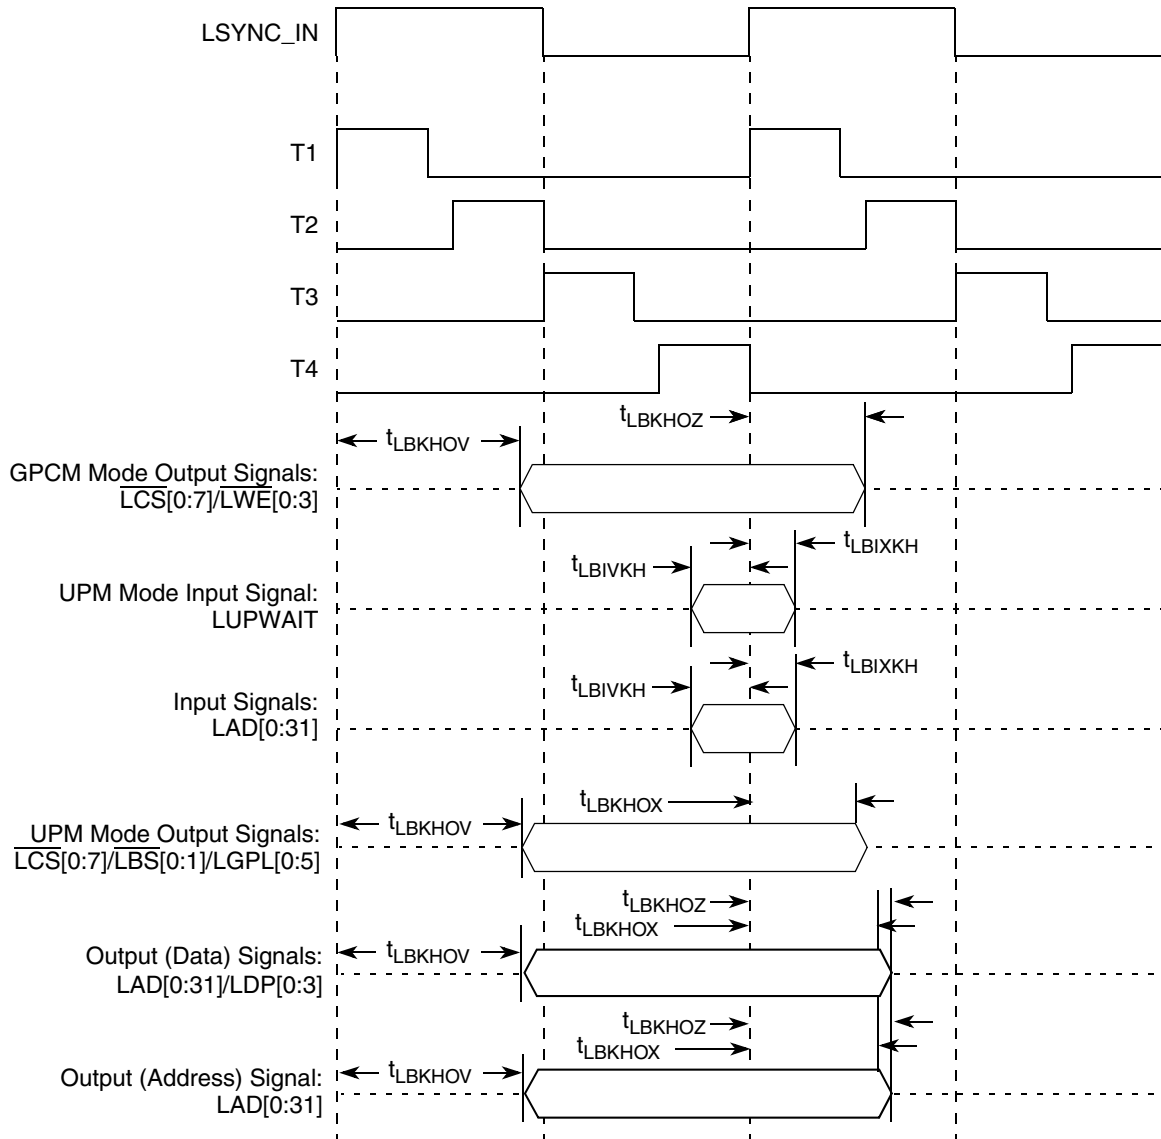 LSYNC_IN
T1
T2
T3
T4
tLBKHOZ
tLBKHOV
GPCM Mode Output Signals:
LCS[0:7]/LWE[0:3]
tLBIXKH
tLBIVKH
UPM Mode Input Signal:
LUPWAIT
tLBIXKH
tLBIVKH
Input Signals:
LAD[0:31]
tLBKHOX
tLBKHOV
UPM Mode Output Signals:
LCS[0:7]/LBS[0:1]/LGPL[0:5]
tLBKHOZ
tLBKHOX
tLBKHOV
Output (Data) Signals:
LAD[0:31]/LDP[0:3]
tLBKHOZ
tLBKHOX
tLBKHOV
Output (Address) Signal:
LAD[0:31]